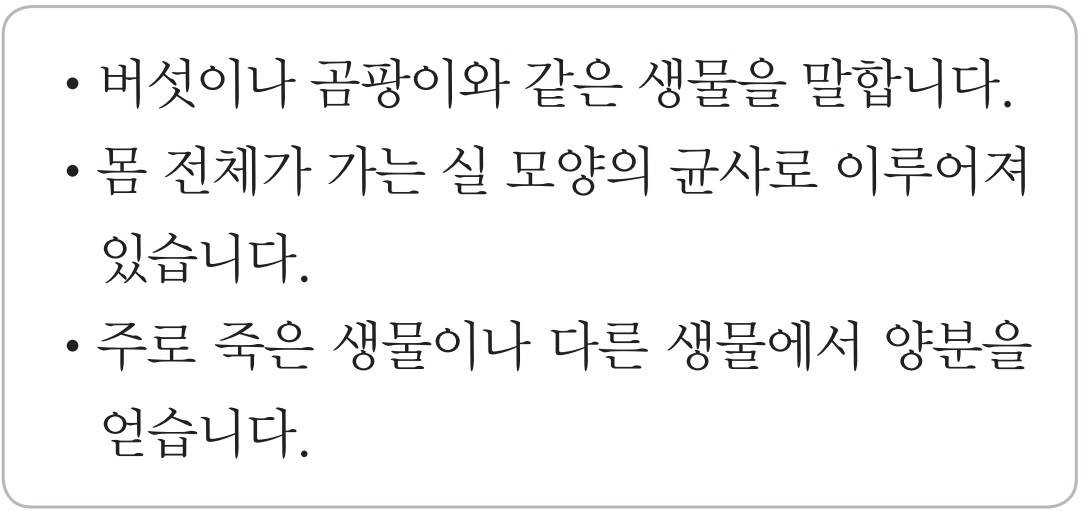 • 버섯이나 곰팡이와 같은 생물을 말합니다.
• 몸 전체가 가는 실 모양의 균사로 이루어져
있습니다.
• 주로 죽은 생물이나 다른 생물에서 양분을
얻습니다.